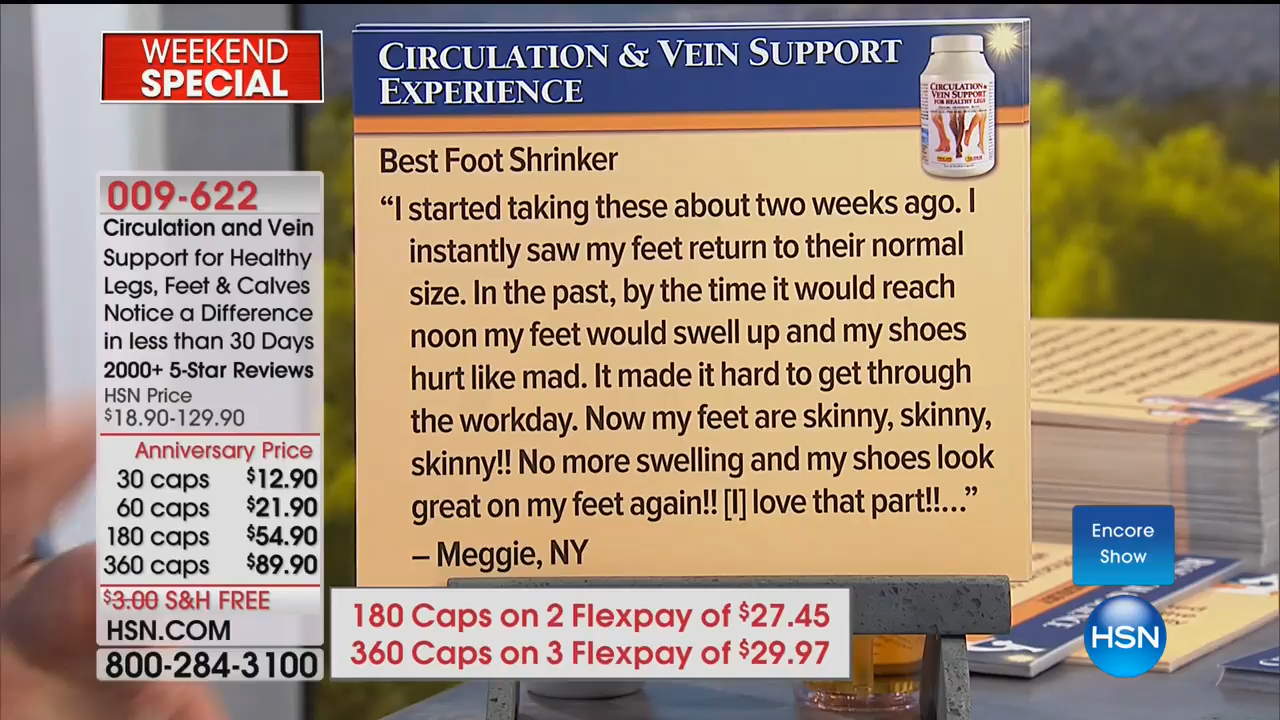 WEEKEND
SPECIAL
009-622
Circulation and Vein
Support for Healthy
Legs, Feet & Calves
Notice a Difference
in less than 30 Days
2000+ 5-Star Reviews
HSN Price
$18.90-129.90
Anniversary Price
30 caps $12.90
60 caps $21.90
180 caps $54.90
360 caps $89.90
$3.00 S&H FREE
HSN.COM
800-284-3100
CIRCULATION & VEIN SUPPORT
EXPERIENCE
CIRCULATION &
VEIN SUPPORT
FOR HEALTHY LEGS
Best Foot Shrinker
“I started taking these about two weeks ago. I
instantly saw my feet return to their normal
size. In the past, by the time it would reach
noon my feet would swell up and my shoes
hurt like mad. It made it hard to get through
the workday. Now my feet are skinny, skinny,
skinny!! No more swelling and my shoes look
great on my feet again!! [I] love that part!!...”
– Meggie, NY
180 Caps on 2 Flexpay of $27.45
360 Caps on 3 Flexpay of $29.97
Encore
Show
HSN